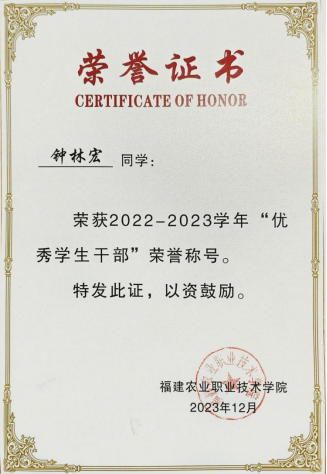 荣誉证书
CERTIFICATE OF HONOR
钟林宏 同学：
荣获2022-2023学年“优
秀学生干部”荣誉称号。
特发此证，以资鼓励。
福建农业职业技术学院
2023年12月